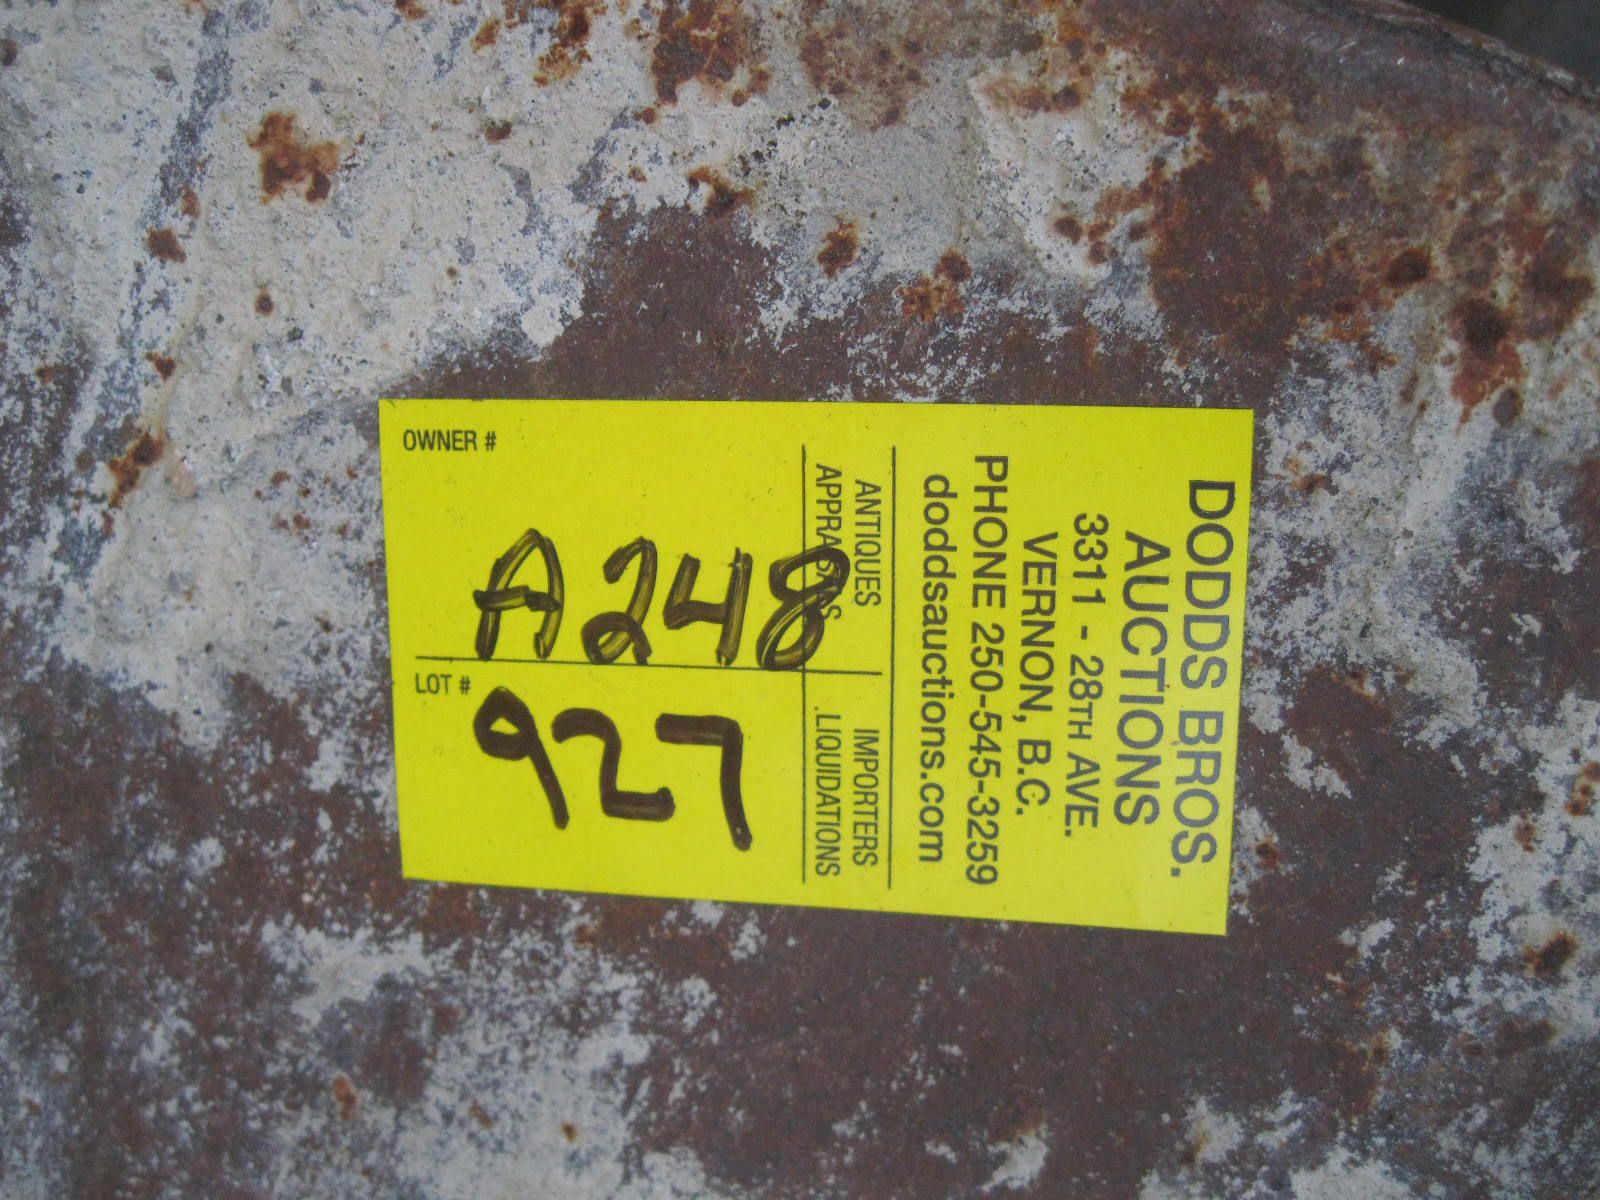 DODDS BROS.
AUCTIONS
3311 - 28TH AVE.
VERNON, B.C.
PHONE 250-545-3259
doddsauctions.com
ANTIQUES IMPORTERS
APPRAISALS LIQUIDATIONS
OWNER #
A248
LOT #
927